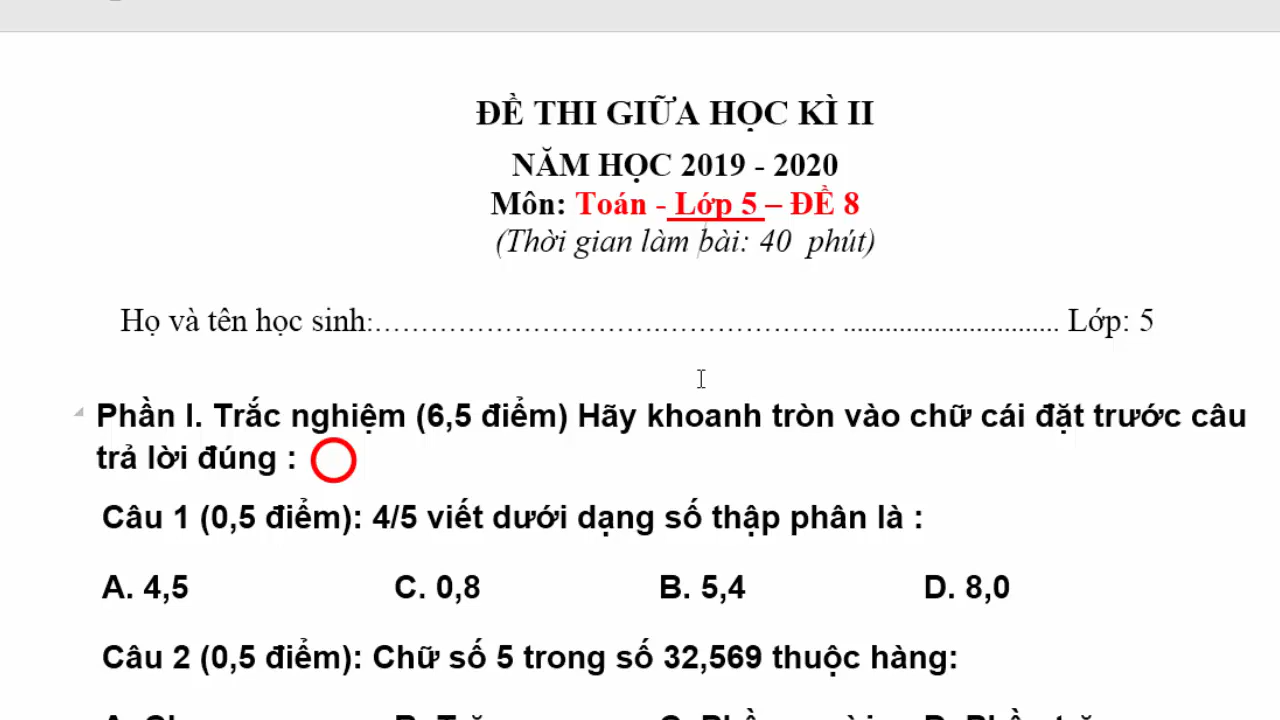 ĐỀ THI GIỮA HỌC KÌ II
NĂM HỌC 2019 - 2020
Môn: Toán - Lớp 5 – ĐỀ 8
(Thời gian làm bài: 40 phút)
Họ và tên học sinh:…………………………..………………. ............................... Lớp: 5
Phần I. Trắc nghiệm (6,5 điểm) Hãy khoanh tròn vào chữ cái đặt trước câu
trả lời đúng :
Câu 1 (0,5 điểm): 4/5 viết dưới dạng số thập phân là :
A. 4,5 C. 0,8 B. 5,4 D. 8,0
Câu 2 (0,5 điểm): Chữ số 5 trong số 32,569 thuộc hàng: